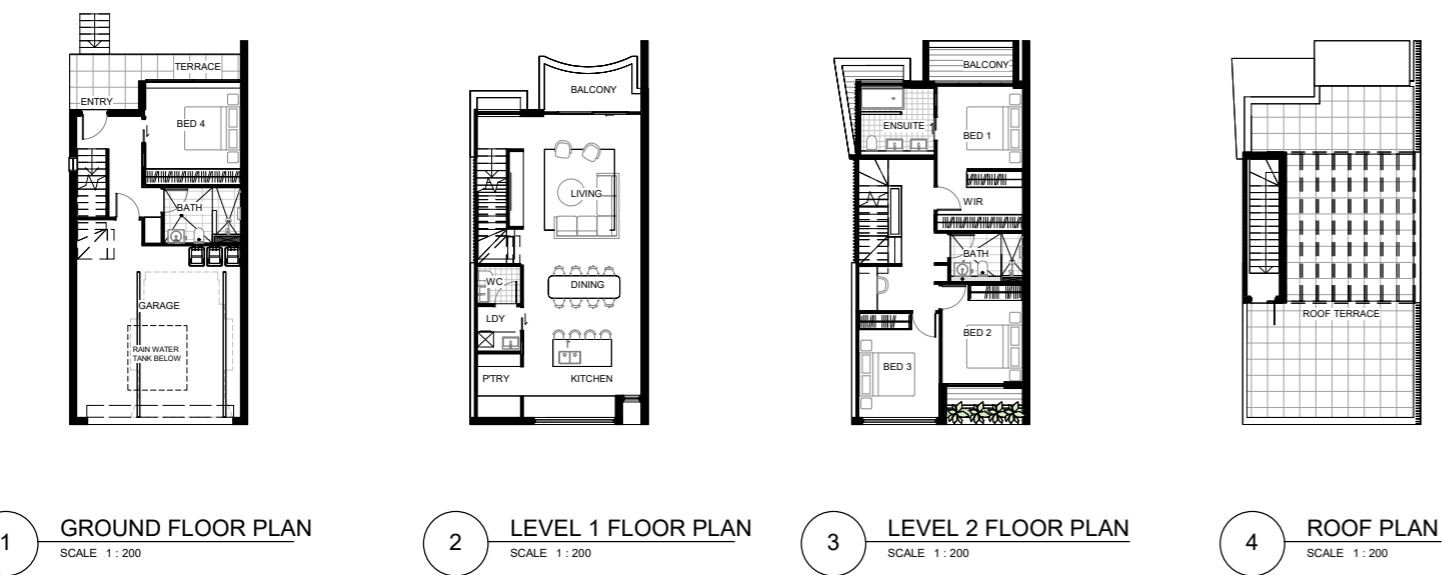 TERRACE
ENTRY
BED 4
BATH
GARAGE
RAIN WATER
TANK BELOW
1
GROUND FLOOR PLAN
SCALE 1 : 200
BALCONY
LIVING
WC
DINING
LDY
P'TRY
KITCHEN
2
LEVEL 1 FLOOR PLAN
SCALE 1 : 200
BALCONY
ENSUITE
BED 1
WIR
BATH
BED 2
BED 3
3
LEVEL 2 FLOOR PLAN
SCALE 1 : 200
ROOF TERRACE
4
ROOF PLAN
SCALE 1 : 200